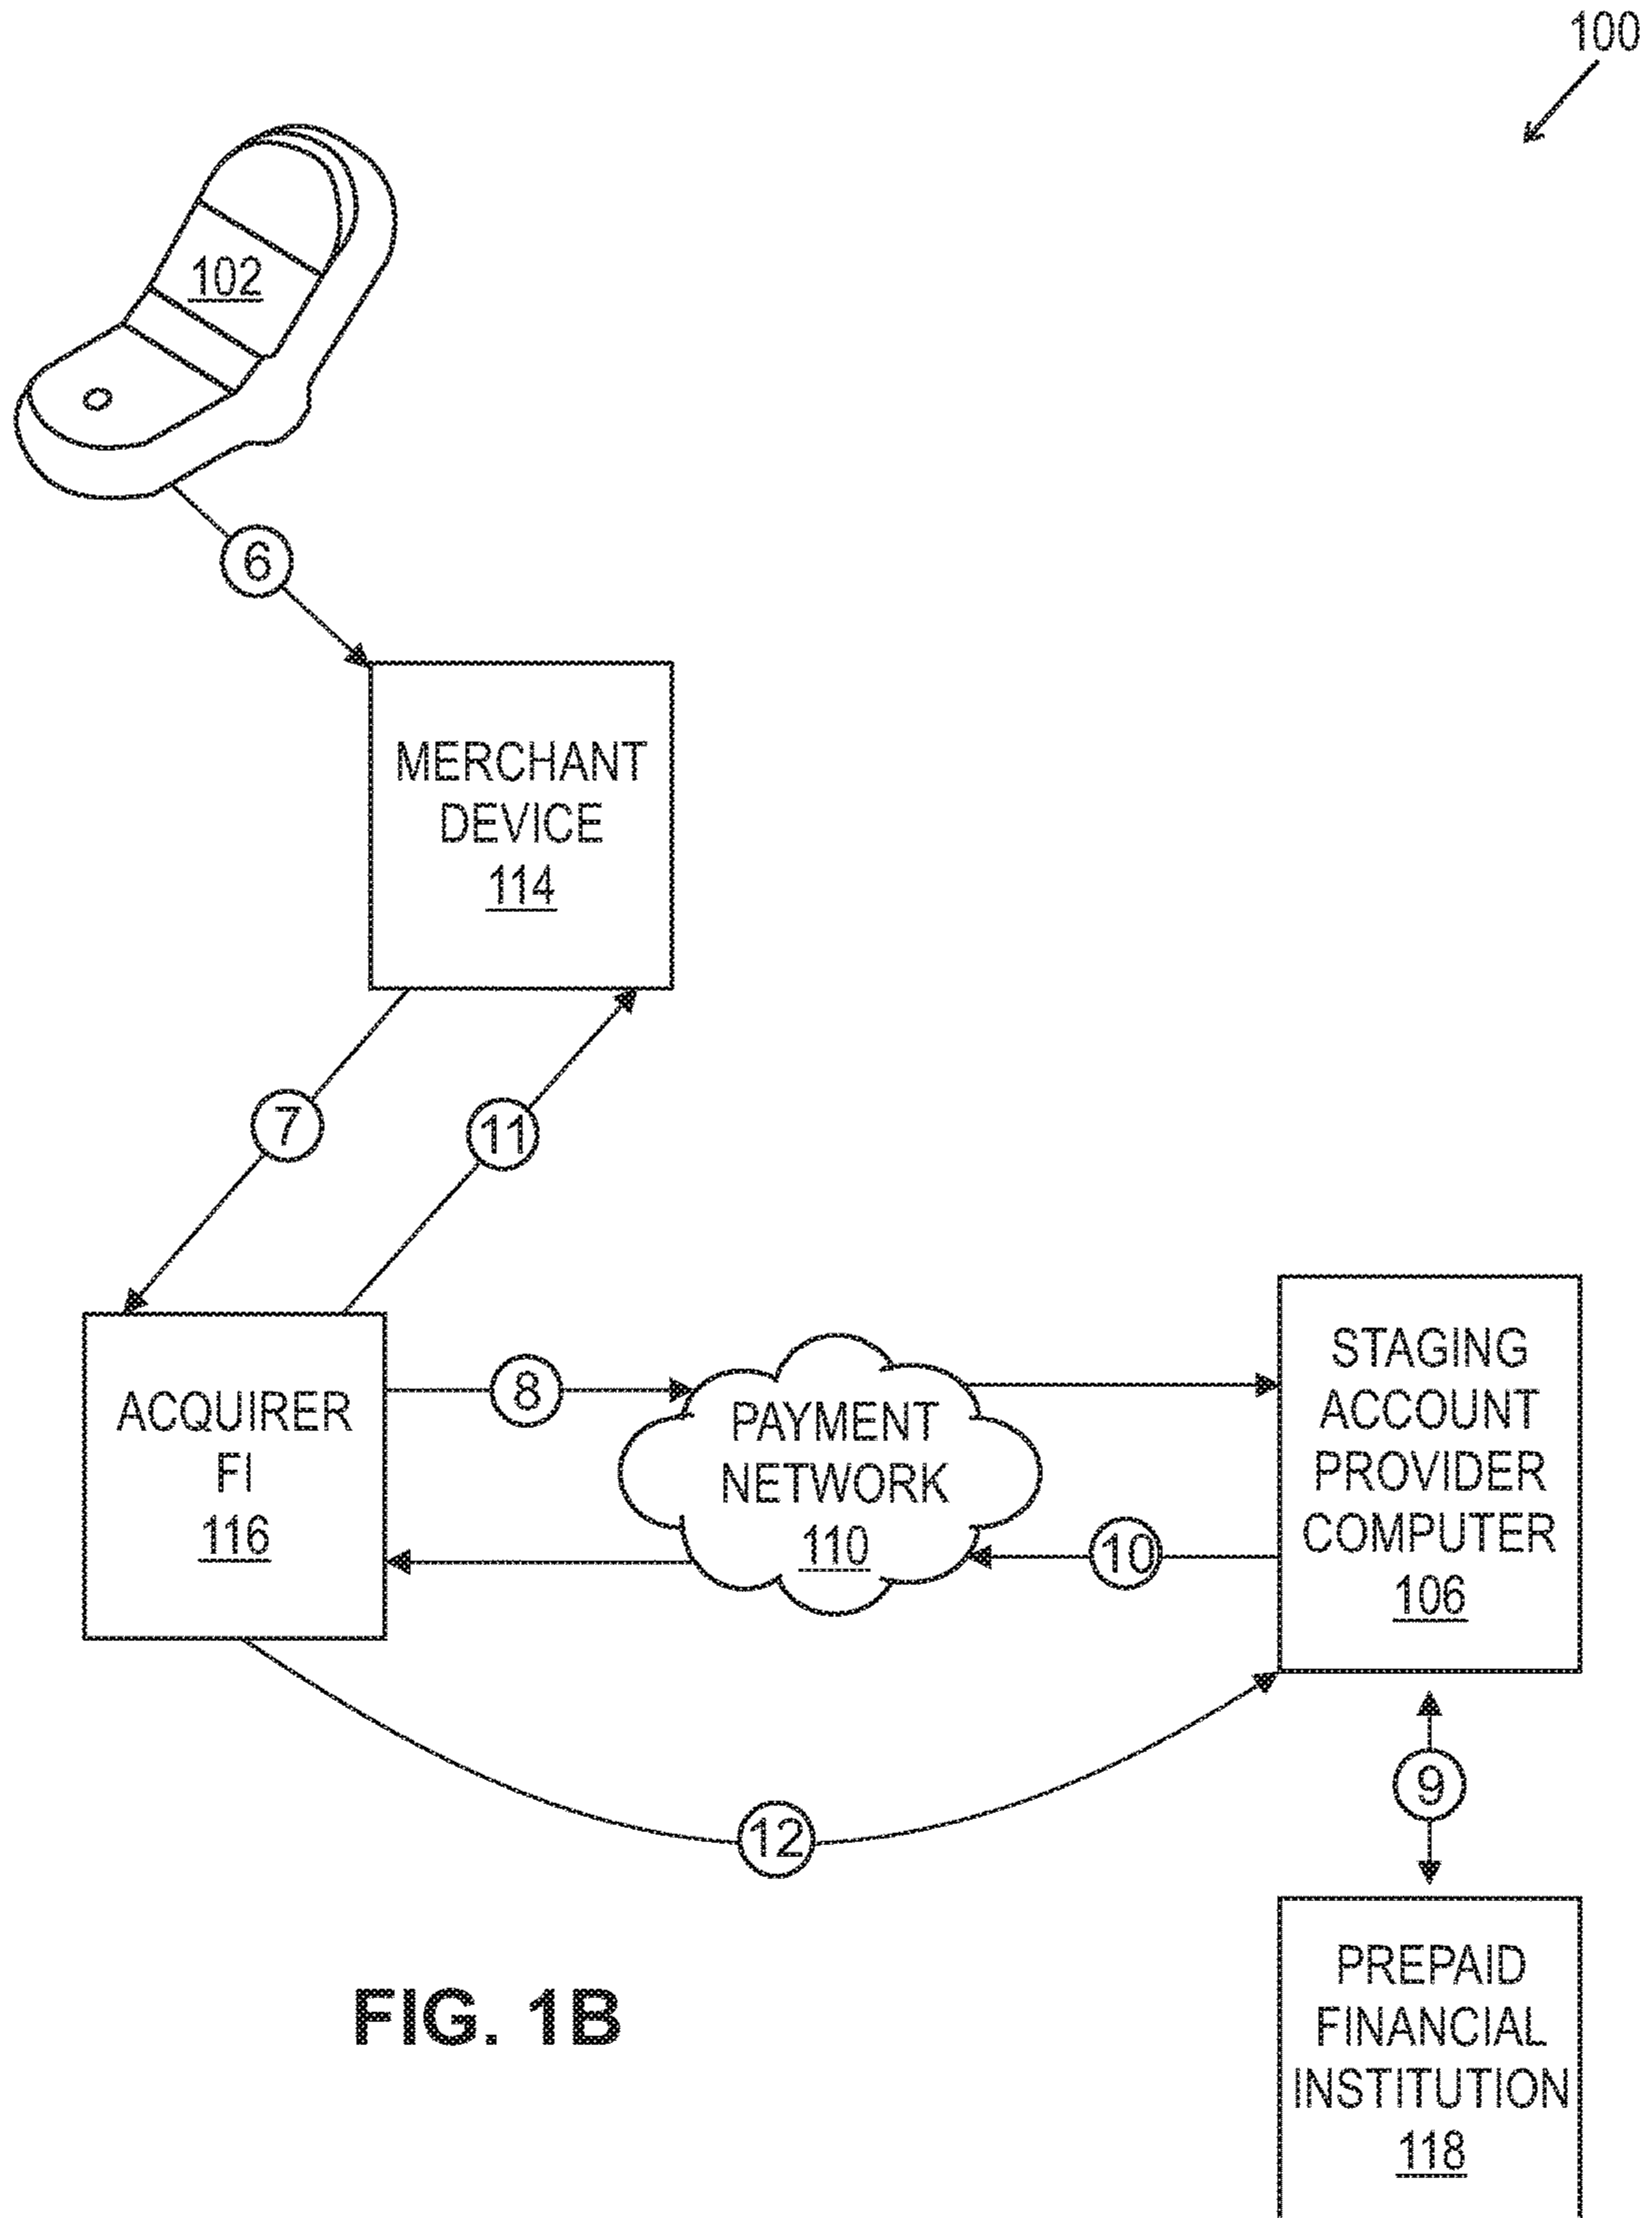 100
102
6
MERCHANT
DEVICE
114
7
11
ACQUIRER
FI
116
8
PAYMENT
NETWORK
110
10
STAGING
ACCOUNT
PROVIDER
COMPUTER
106
12
9
PREPAID
FINANCIAL
INSTITUTION
118
FIG. 1B